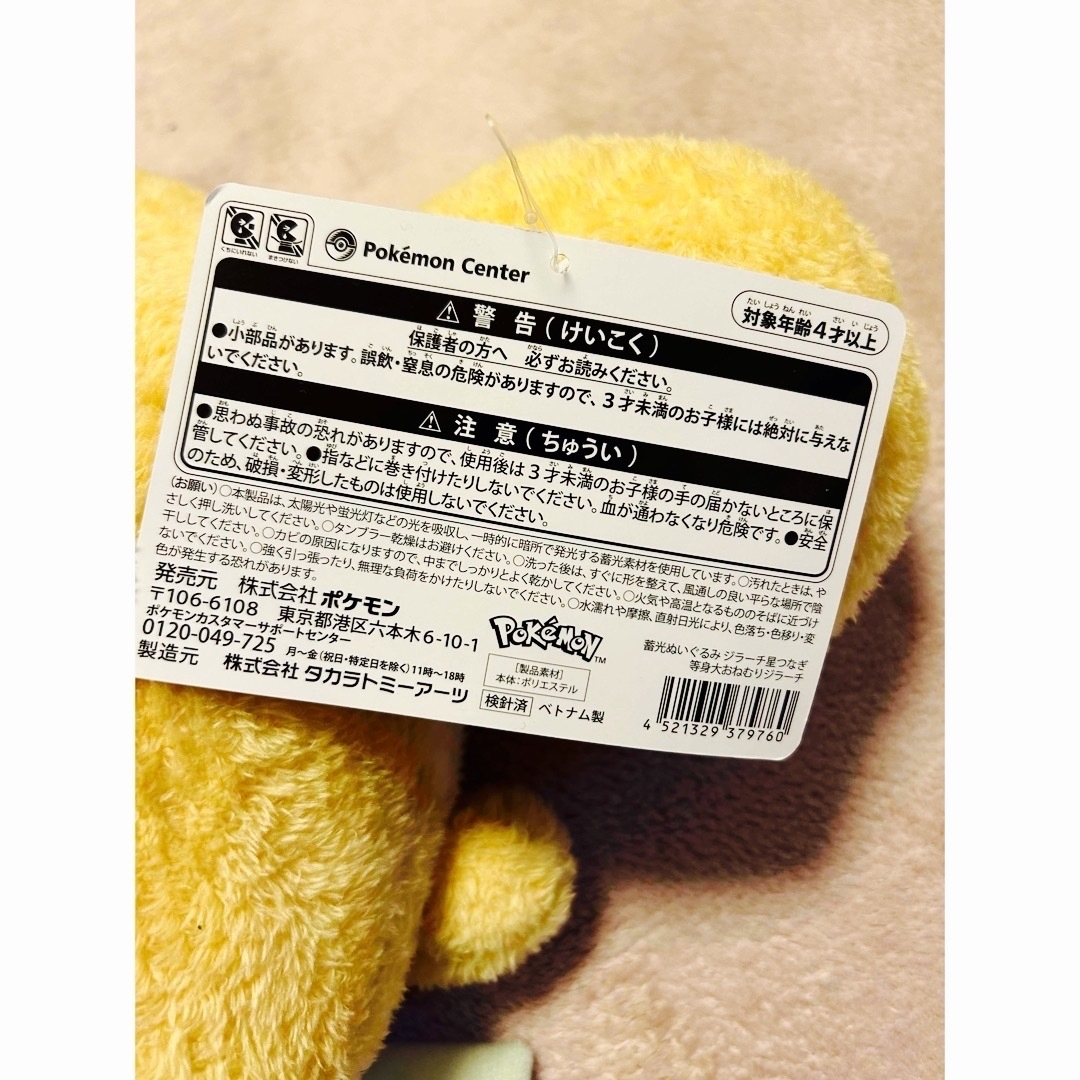 くちにいれない
まきつけない
Pokémon Center
対象年齢4才以上
たいしょうねんれい さいいじょう
⚠ 警告(けいこく)
保護者の方へ 必ずお読みください。
●小部品があります。誤飲・窒息の危険がありますので、3才未満のお子様には絶対に与えな
いでください。
⚠ 注意(ちゅうい)
●思わぬ事故の恐れがありますので、使用後は3才未満のお子様の手の届かないところに保
管してください。●指などに巻き付けたりしないでください。血が通わなくなり危険です。●安全
のため、破損・変形したものは使用しないでください。
(お願い)○本製品は、太陽光や蛍光灯などの光を吸収し、一時的に暗所で発光する蓄光素材を使用しています。○汚れたときは、や
さしく押し洗いしてください。○タンブラー乾燥はお避けください。○洗った後は、すぐに形を整えて、風通しの良い平らな場所で陰
干ししてください。○カビの原因になりますので、中までしっかりとよく乾かしてください。○火気や高温となるもののそばに近づけ
ないでください。○強く引っ張ったり、無理な負荷をかけたりしないでください。○水濡れや摩擦、直射日光により、色落ち・色移り・変
色が発生する恐れがあります。
発売元 株式会社ポケモン
〒106-6108 東京都港区六本木6-10-1
ポケモンカスタマーサポートセンター
0120-049-725 月〜金(祝日・特定日を除く)11時〜18時
製造元 株式会社タカラトミーアーツ
POKéMON™
[製品素材]
本体:ポリエステル
検針済 ベトナム製
蓄光ぬいぐるみ ジラーチ星つなぎ
等身大おねむりジラーチ
4 521329 379760